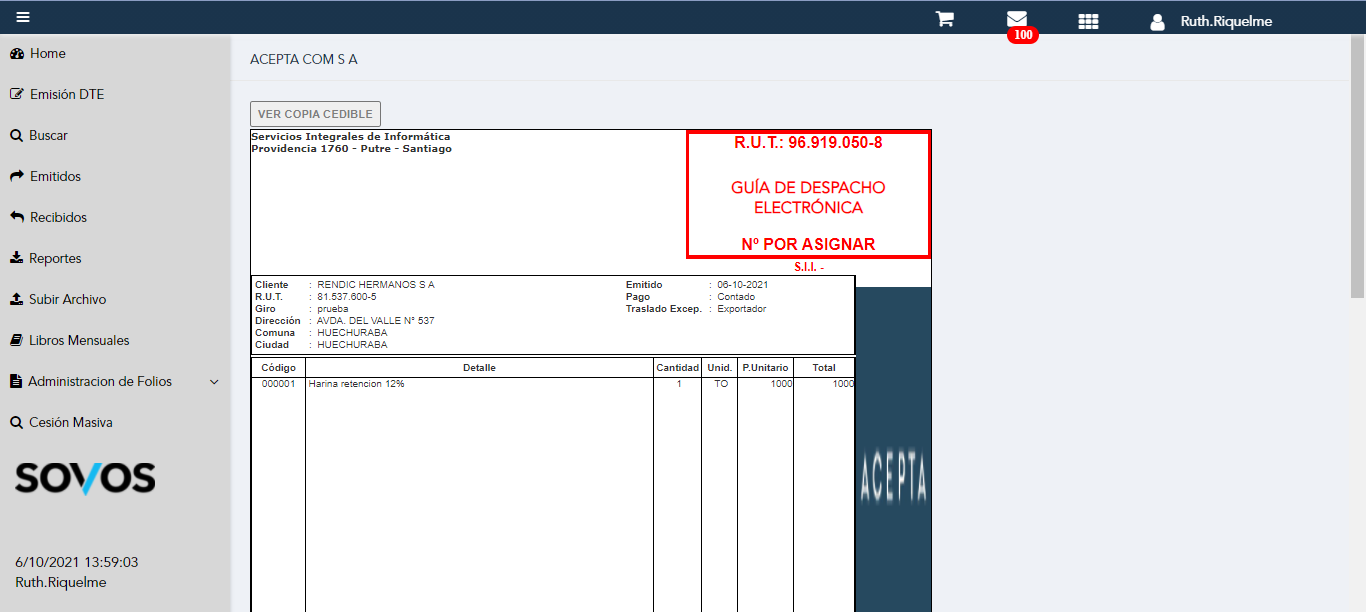 Ruth.Riquelme
100
Home
Emisión DTE
Buscar
Emitidos
Recibidos
Reportes
Subir Archivo
Libros Mensuales
Administracion de Folios
Cesión Masiva
SOVOS
6/10/2021 13:59:03
Ruth.Riquelme
ACEPTA COM S A
VER COPIA CEDIBLE
Servicios Integrales de Informática
Providencia 1760 - Putre - Santiago
R.U.T.: 96.919.050-8
GUÍA DE DESPACHO
ELECTRÓNICA
Nº POR ASIGNAR
S.I.I. -
Cliente : RENDIC HERMANOS S A Emitido : 06-10-2021
R.U.T. : 81.537.600-5 Pago : Contado
Giro : prueba Traslado Excep. : Exportador
Dirección : AVDA. DEL VALLE N° 537
Comuna : HUECHURABA
Ciudad : HUECHURABA
Código Detalle Cantidad Unid. P.Unitario Total
000001 Harina retencion 12% 1 TO 1000 1000
ACEPTA